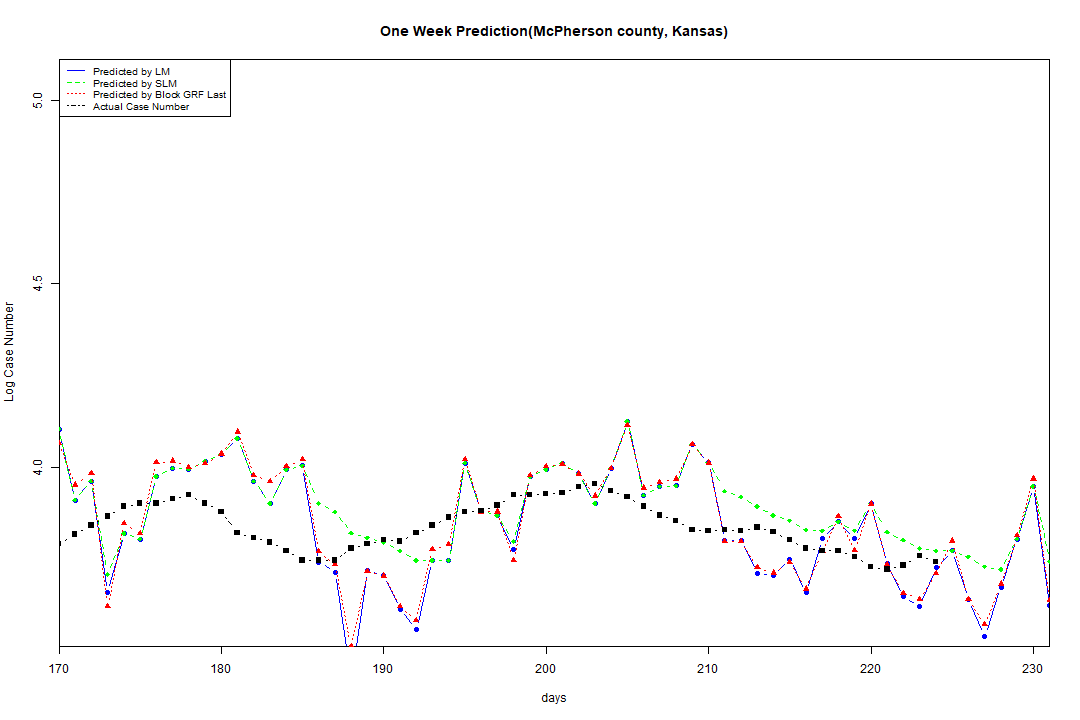 One Week Prediction(McPherson county, Kansas)
Predicted by LM
Predicted by SLM
Predicted by Block GRF Last
Actual Case Number
5.0
4.5
4.0
Log Case Number
170 180 190 200 210 220 230
days